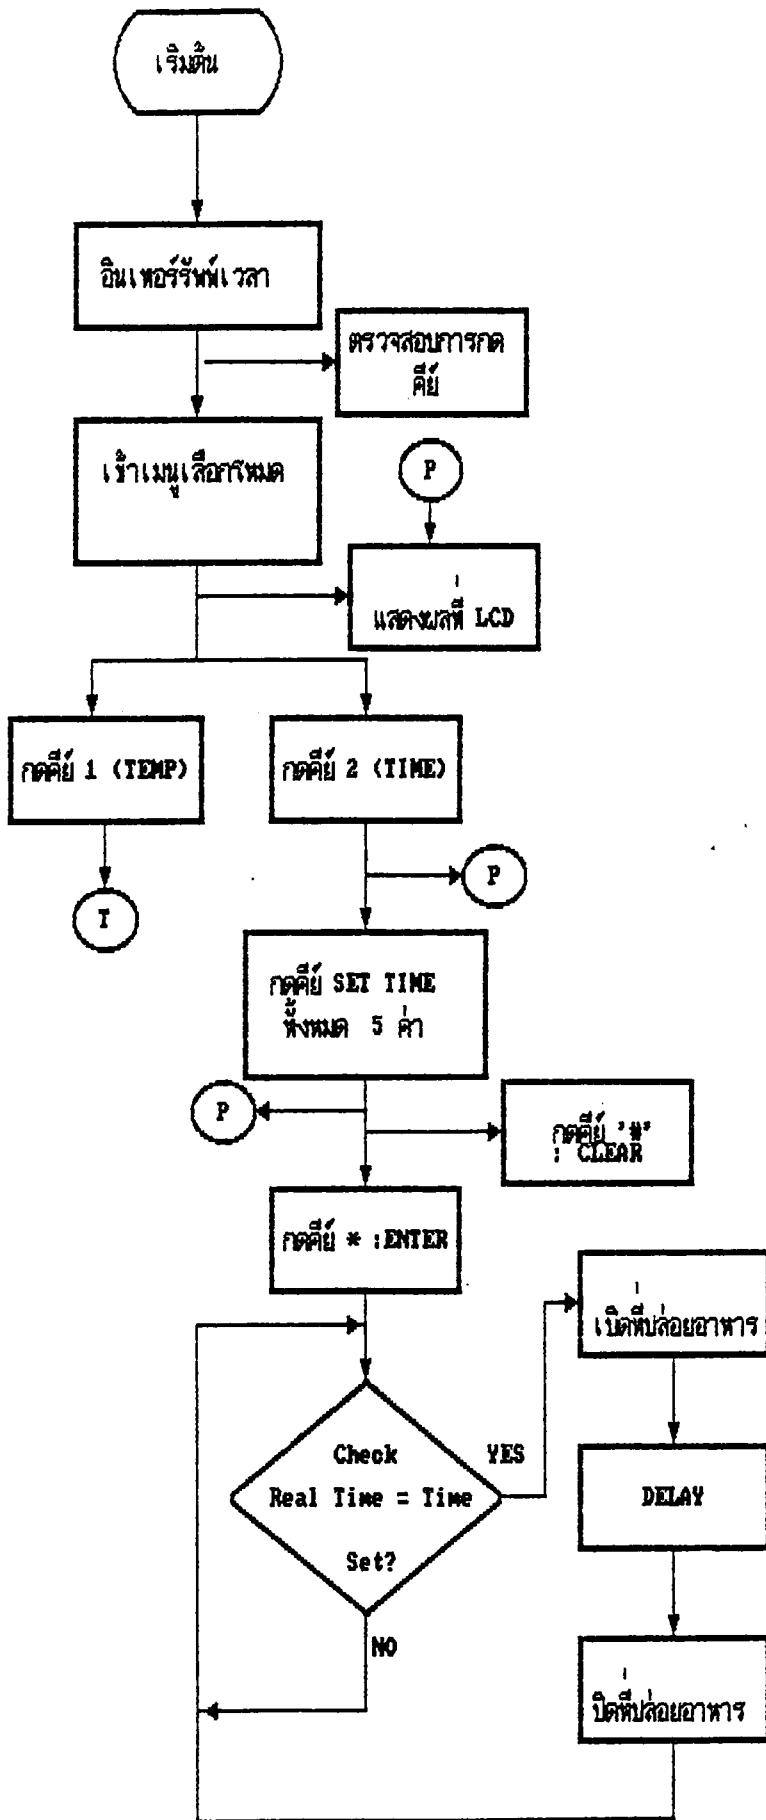 เริ่มต้น
อินเทอร์รัพท์เวลา
ตรวจสอบการกด
คีย์
เข้าเมนูเลือกโหมด
P
แสดงผลที่ LCD
กดคีย์ 1 (TEMP)
กดคีย์ 2 (TIME)
P
T
กดคีย์ SET TIME
ทั้งหมด 5 ค่า
P
กดคีย์ '#'
: CLEAR
กดคีย์ * :ENTER
เปิดที่ปล่อยอาหาร
Check
YES
Real Time = Time
DELAY
Set?
NO
ปิดที่ปล่อยอาหาร